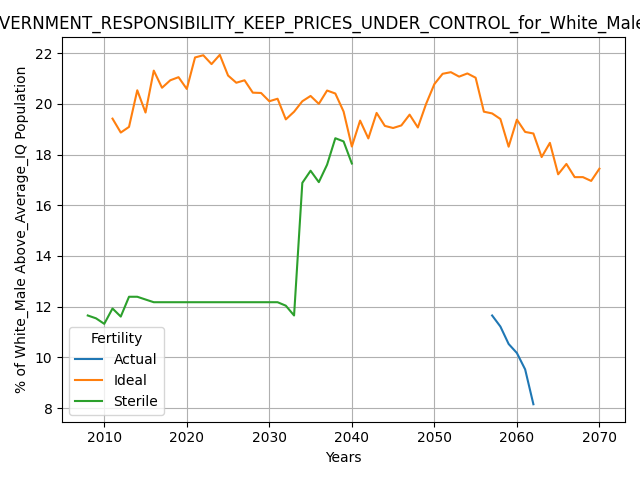 VERNMENT_RESPONSIBILITY_KEEP_PRICES_UNDER_CONTROL_for_White_Male
% of White_Male Above_Average_IQ Population
22
20
18
16
14
12
10
8
Fertility
Actual
Ideal
Sterile
2010 2020 2030 2040 2050 2060 2070
Years